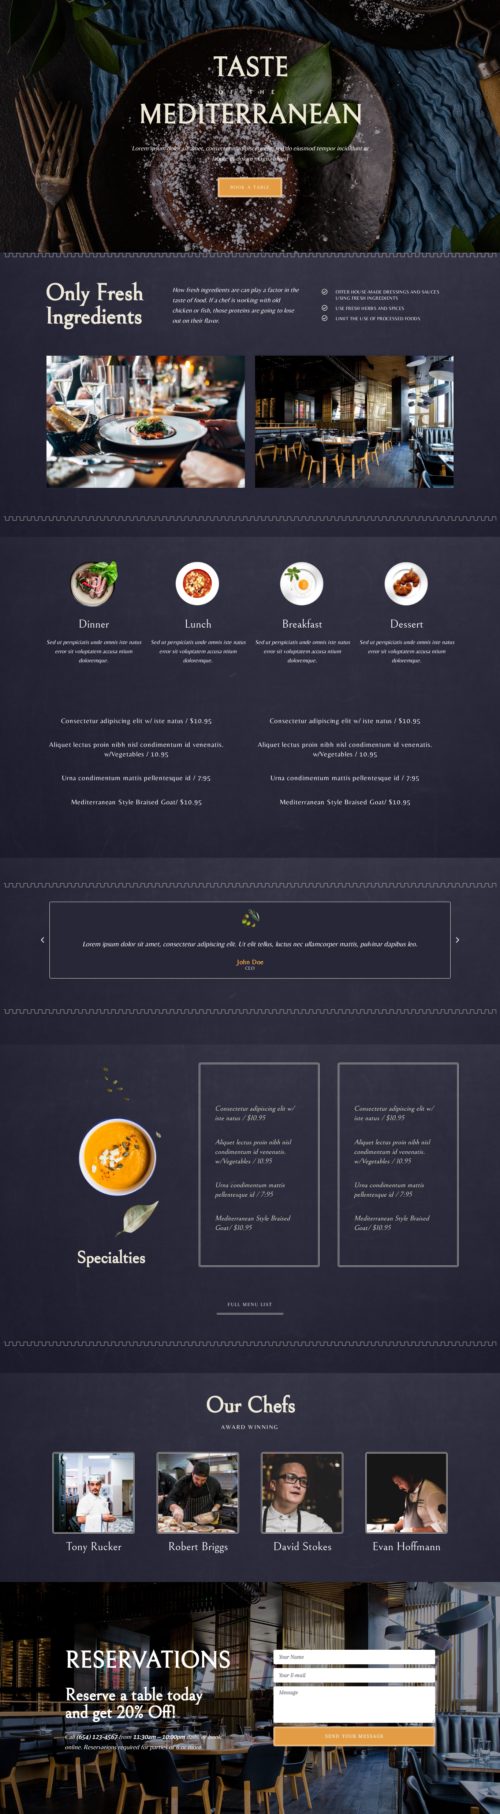 TASTE
THE
MEDITERRANEAN
Lorem ipsum dolor sit amet, consectetur adipiscing elit, sed do eiusmod tempor incididunt ut
BOOK A TABLE
Only Fresh
Ingredients
How fresh ingredients are can play a factor in the
taste of food. If a chef is working with old
chicken or fish, those proteins are going to lose
out on their flavor.
OFFER HOUSE-MADE DRESSINGS AND SAUCES
USING FRESH INGREDIENTS
USE FRESH HERBS AND SPICES
LIMIT THE USE OF PROCESSED FOODS
Dinner
Sed ut perspiciatis unde omnis iste natus
error sit voluptatem accusa ntium
doloremque.
Lunch
Sed ut perspiciatis unde omnis iste natus
error sit voluptatem accusa ntium
doloremque.
Breakfast
Sed ut perspiciatis unde omnis iste natus
error sit voluptatem accusa ntium
doloremque.
Dessert
Sed ut perspiciatis unde omnis iste natus
error sit voluptatem accusa ntium
doloremque.
Consectetur adipiscing elit w/ iste natus / $10.95
Aliquet lectus proin nibh nisl condimentum id venenatis.
w/Vegetables / 10.95
Urna condimentum mattis pellentesque id / 7.95
Mediterranean Style Braised Goat/ $10.95
Consectetur adipiscing elit w/ iste natus / $10.95
Aliquet lectus proin nibh nisl condimentum id venenatis.
w/Vegetables / 10.95
Urna condimentum mattis pellentesque id / 7.95
Mediterranean Style Braised Goat/ $10.95
Lorem ipsum dolor sit amet, consectetur adipiscing elit. Ut elit tellus, luctus nec ullamcorper mattis, pulvinar dapibus leo.
John Doe
CEO
Specialties
Consectetur adipiscing elit w/
iste natus / $10.95
Aliquet lectus proin nibh nisl
condimentum id venenatis.
w/Vegetables / 10.95
Urna condimentum mattis
pellentesque id / 7.95
Mediterranean Style Braised
Goat/ $10.95
Consectetur adipiscing elit w/
iste natus / $10.95
Aliquet lectus proin nibh nisl
condimentum id venenatis.
w/Vegetables / 10.95
Urna condimentum mattis
pellentesque id / 7.95
Mediterranean Style Braised
Goat/ $10.95
FULL MENU LIST
Our Chefs
AWARD WINNING
Tony Rucker
Robert Briggs
David Stokes
Evan Hoffmann
RESERVATIONS
Reserve a table today
and get 20% Off!
Call (654) 123-4567 from 11:30am - 10:00pm daily, or book
online. Reservations required for parties of 6 or more.
Your Name
Your E-mail
Message
SEND YOUR MESSAGE